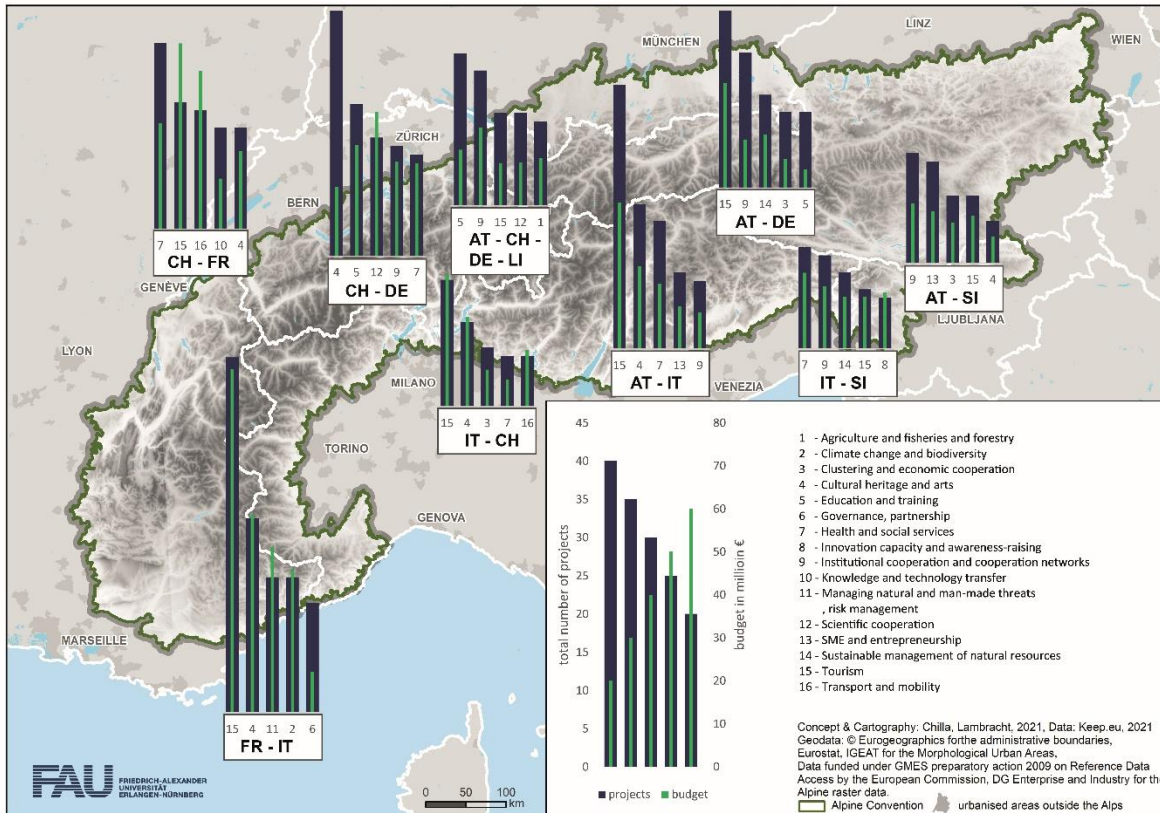 LINZ
WIEN
MÜNCHEN
ZÜRICH
BERN
GENÈVE
LYON
MILANO
TORINO
GENOVA
MARSEILLE
VENEZIA
LJUBLJANA
7 15 16 10 4
CH - FR
4 5 12 9 7
CH - DE
5 9 15 12 1
AT - CH -
DE - LI
15 9 14 3 5
AT - DE
9 13 3 15 4
AT - SI
15 4 7 13 9
AT - IT
7 9 14 15 8
IT - SI
15 4 3 7 16
IT - CH
15 4 11 2 6
FR - IT
total number of projects
45
40
35
30
25
20
15
10
5
0
budget in millioin €
80
70
60
50
40
30
20
10
0
projects budget
1 - Agriculture and fisheries and forestry
2 - Climate change and biodiversity
3 - Clustering and economic cooperation
4 - Cultural heritage and arts
5 - Education and training
6 - Governance, partnership
7 - Health and social services
8 - Innovation capacity and awareness-raising
9 - Institutional cooperation and cooperation networks
10 - Knowledge and technology transfer
11 - Managing natural and man-made threats
, risk management
12 - Scientific cooperation
13 - SME and entrepreneurship
14 - Sustainable management of natural resources
15 - Tourism
16 - Transport and mobility
Concept & Cartography: Chilla, Lambracht, 2021, Data: Keep.eu, 2021
Geodata: © Eurogeographics forthe administrative boundaries,
Eurostat, IGEAT for the Morphological Urban Areas,
Data funded under GMES preparatory action 2009 on Reference Data
Access by the European Commission, DG Enterprise and Industry for the
Alpine raster data.
Alpine Convention urbanised areas outside the Alps
FAU
FRIEDRICH-ALEXANDER
UNIVERSITÄT
ERLANGEN-NÜRNBERG
0 50 100
km